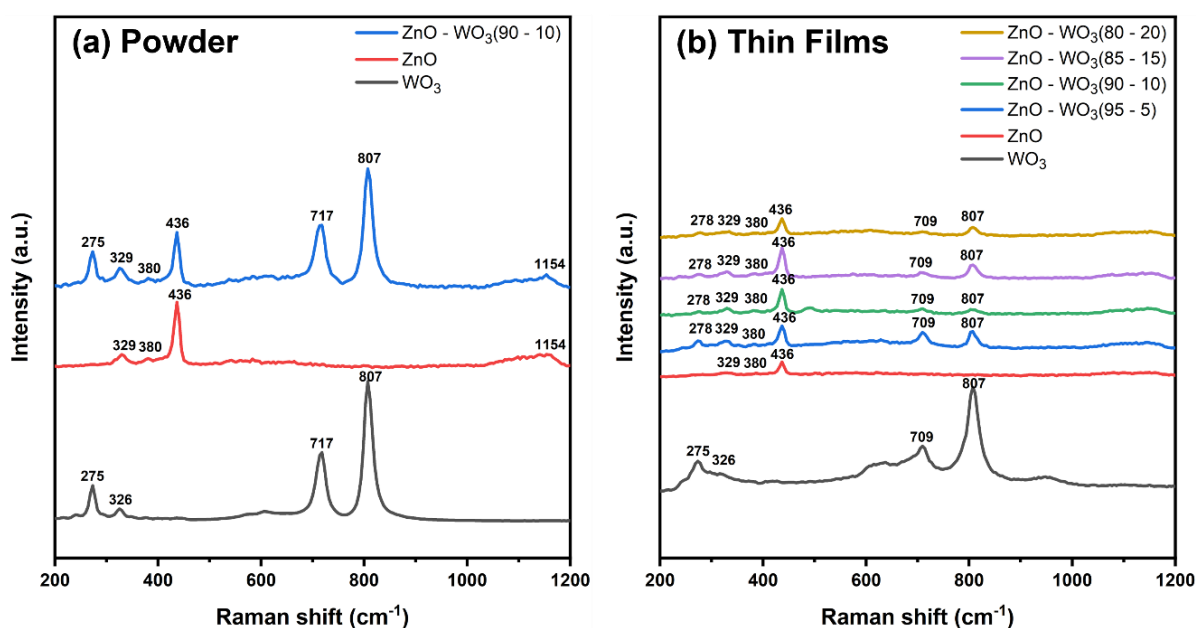 (a) Powder
ZnO - WO₃(90 - 10)
ZnO
WO₃
807
717
436
275
329
380
1154
436
329
380
1154
807
717
275
326
Intensity (a.u.)
200 400 600 800 1000 1200
Raman shift (cm⁻¹)
(b) Thin Films
ZnO - WO₃(80 - 20)
ZnO - WO₃(85 - 15)
ZnO - WO₃(90 - 10)
ZnO - WO₃(95 - 5)
ZnO
WO₃
278 329 380 436 709 807
278 329 380 436 709 807
278 329 380 436 709 807
278 329 380 436 709 807
329 380 436
275 326 709 807
Intensity (a.u.)
200 400 600 800 1000 1200
Raman shift (cm⁻¹)